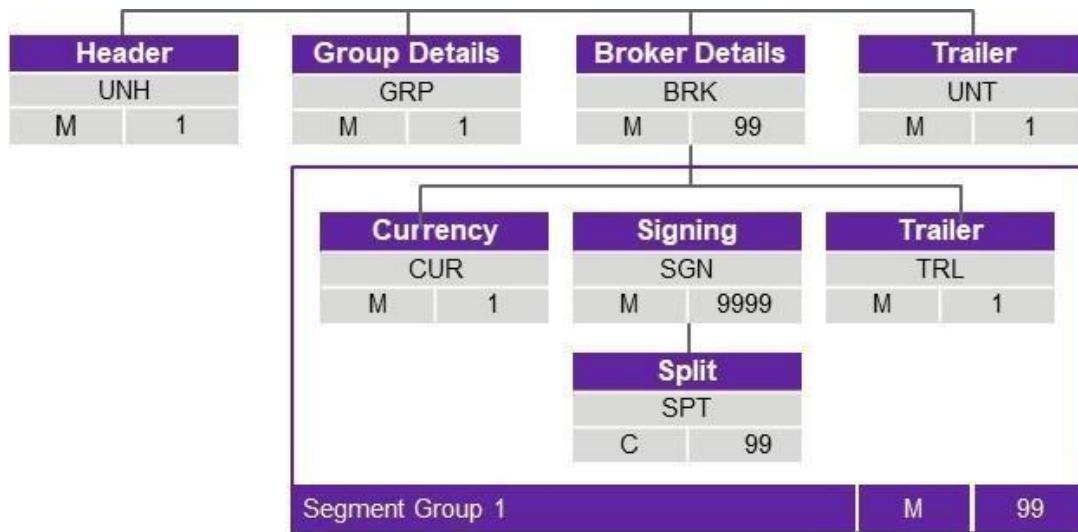 Header
UNH
M 1
Group Details
GRP
M 1
Broker Details
BRK
M 99
Trailer
UNT
M 1
Currency
CUR
M 1
Signing
SGN
M 9999
Trailer
TRL
M 1
Split
SPT
C 99
Segment Group 1 M 99